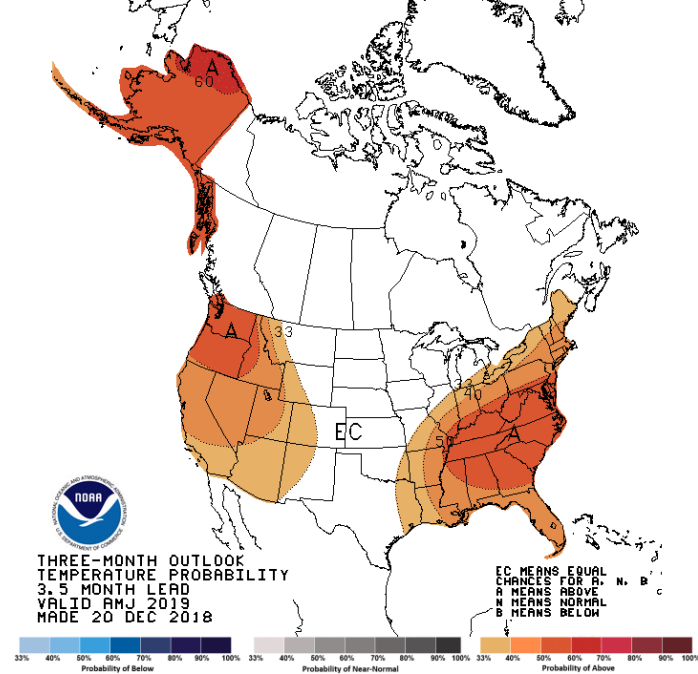 A
60
A
33
33
40
EC
50
A
NATIONAL OCEANIC AND ATMOSPHERIC ADMINISTRATION
NOAA
U.S. DEPARTMENT OF COMMERCE
THREE-MONTH OUTLOOK
TEMPERATURE PROBABILITY
3.5 MONTH LEAD
VALID AMJ 2019
MADE 20 DEC 2018
EC MEANS EQUAL
CHANCES FOR A, N, B
A MEANS ABOVE
N MEANS NORMAL
B MEANS BELOW
33% 40% 50% 60% 70% 80% 90% 100%
Probability of Below
33% 40% 50% 60% 70% 80% 90% 100%
Probability of Near-Normal
33% 40% 50% 60% 70% 80% 90% 100%
Probability of Above